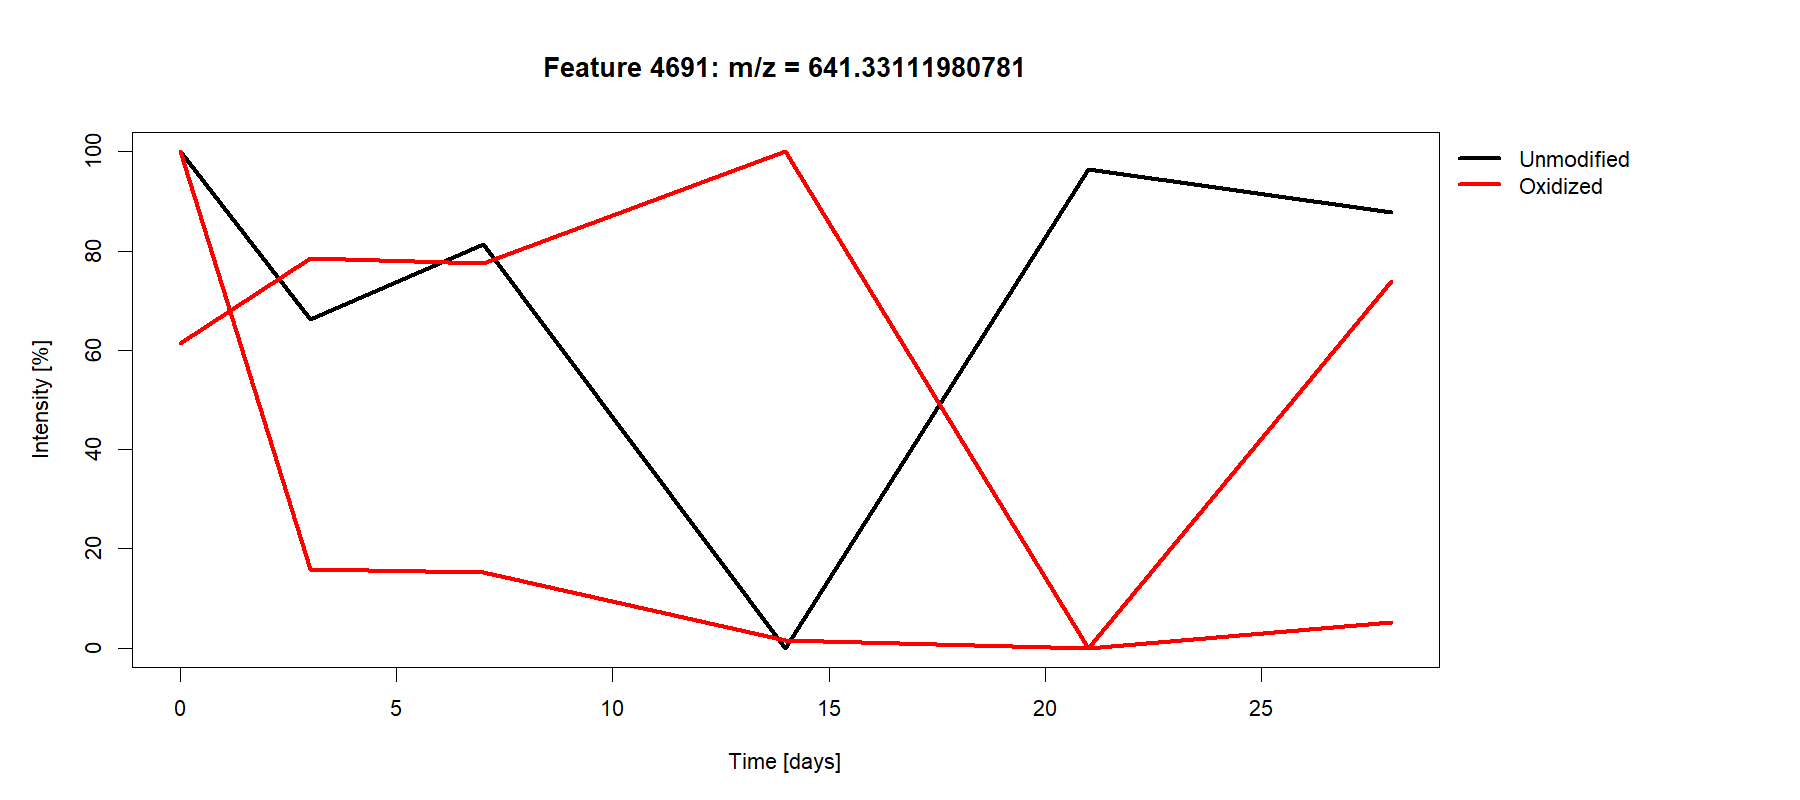 Feature 4691: m/z = 641.33111980781
Unmodified
Oxidized
Intensity [%]
100
80
60
40
20
0
0 5 10 15 20 25
Time [days]